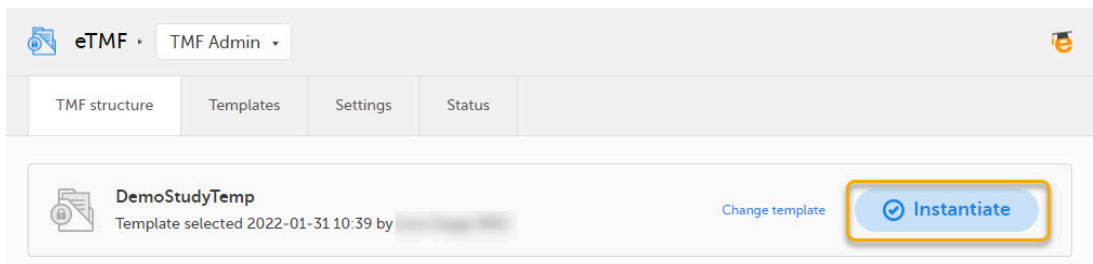 eTMF
TMF Admin
e
TMF structure Templates Settings Status
DemoStudyTemp
Template selected 2022-01-31 10:39 by
Change template
Instantiate